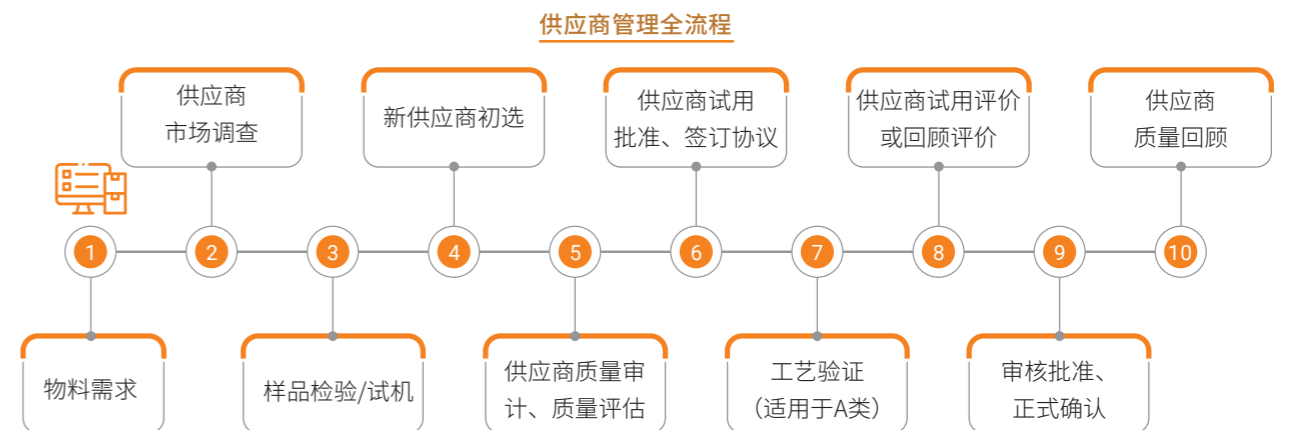 供应商管理全流程
供应商
市场调查
新供应商初选
供应商试用
批准、签订协议
供应商试用评价
或回顾评价
供应商
质量回顾
1
2
3
4
5
6
7
8
9
10
物料需求
样品检验/试机
供应商质量审
计、质量评估
工艺验证
（适用于A类）
审核批准、
正式确认